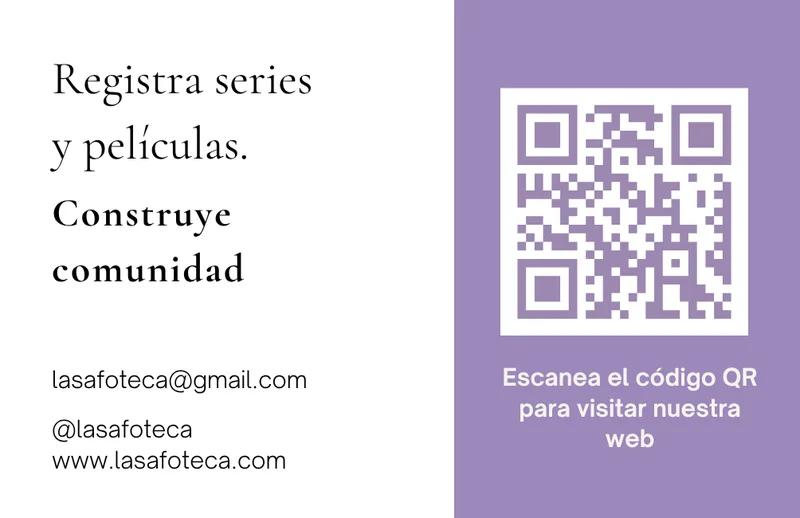 Registra series
y películas.
Construye
comunidad
lasafoteca@gmail.com
@lasafoteca
www.lasafoteca.com
Escanea el código QR
para visitar nuestra
web